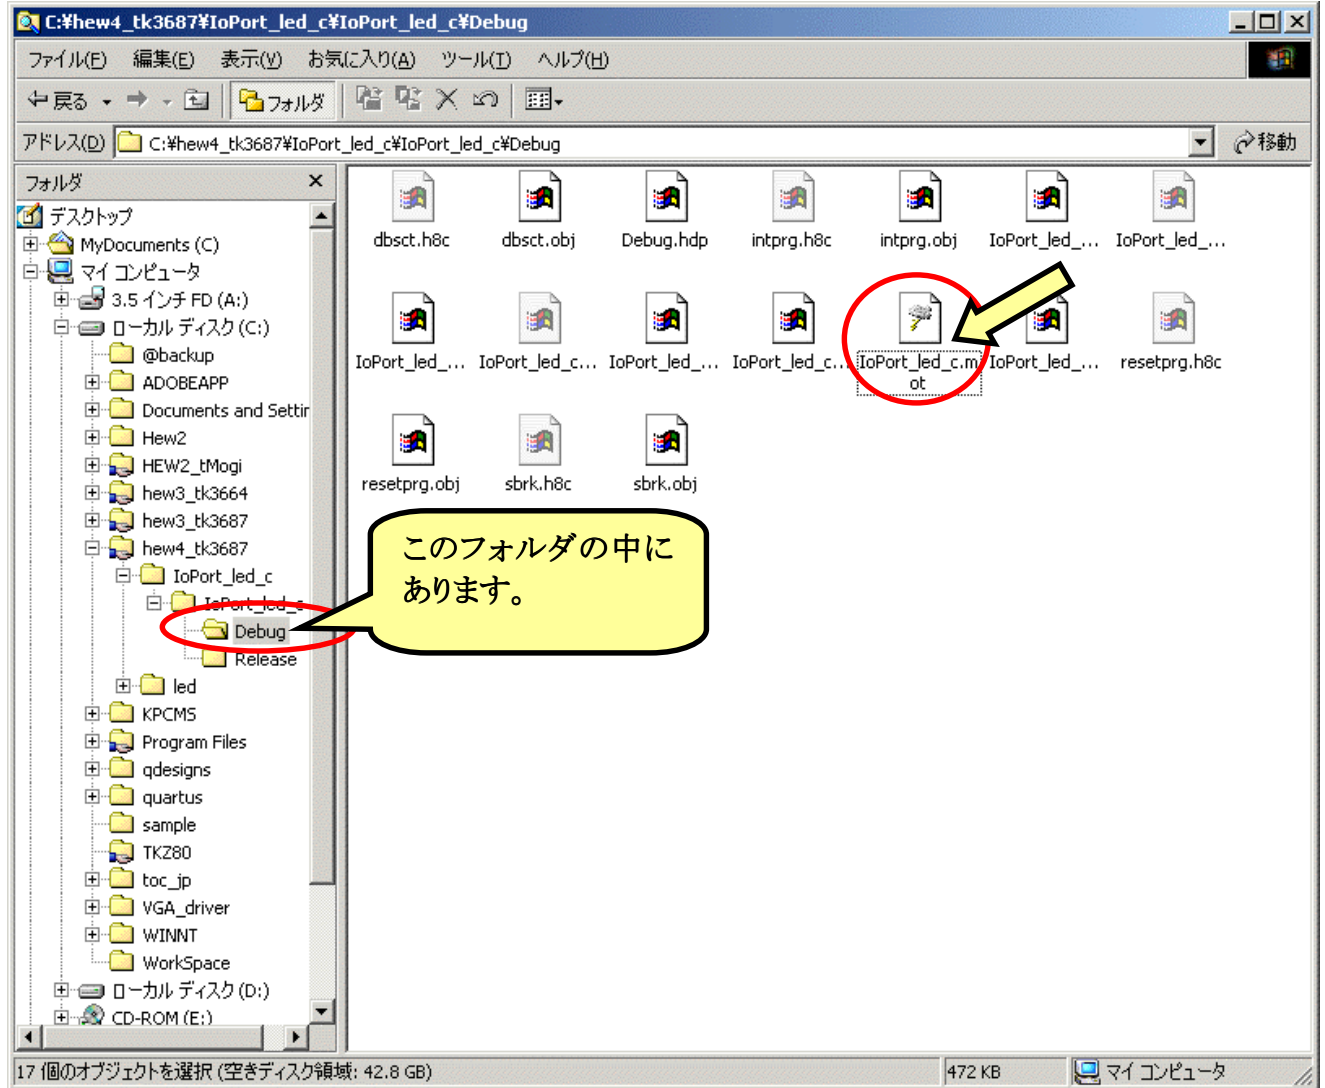 C:¥hew4_tk3687¥IoPort_led_c¥IoPort_led_c¥Debug
ファイル(F) 編集(E) 表示(V) お気に入り(A) ツール(T) ヘルプ(H)
戻る フォルダ
アドレス(D) C:¥hew4_tk3687¥IoPort_led_c¥IoPort_led_c¥Debug 移動
フォルダ
デスクトップ
MyDocuments (C)
マイ コンピュータ
3.5 インチ FD (A:)
ローカル ディスク (C:)
@backup
ADOBEAPP
Documents and Settir
Hew2
HEW2_tMogi
hew3_tk3664
hew3_tk3687
hew4_tk3687
IoPort_led_c
IoPort_led_c
Debug
Release
led
KPCMS
Program Files
qdesigns
quartus
sample
TKZ80
toc_jp
VGA_driver
WINNT
WorkSpace
ローカル ディスク (D:)
CD-ROM (E:)
dbsct.h8c dbsct.obj Debug.hdp intprg.h8c intprg.obj IoPort_led_... IoPort_led_...
IoPort_led_... IoPort_led_c... IoPort_led_... IoPort_led_c... IoPort_led_c.m IoPort_led_... resetprg.h8c
ot
resetprg.obj sbrk.h8c sbrk.obj
このフォルダの中に
あります。
17 個のオブジェクトを選択 (空きディスク領域: 42.8 GB) 472 KB マイ コンピュータ